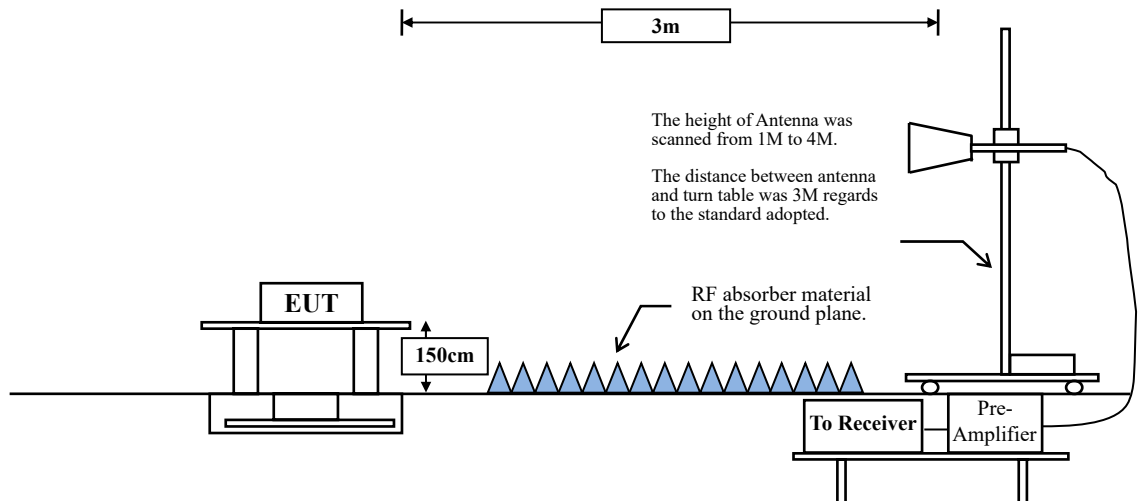 3m
The height of Antenna was
scanned from 1M to 4M.
The distance between antenna
and turn table was 3M regards
to the standard adopted.
EUT
RF absorber material
on the ground plane.
150cm
To Receiver
Pre-
Amplifier